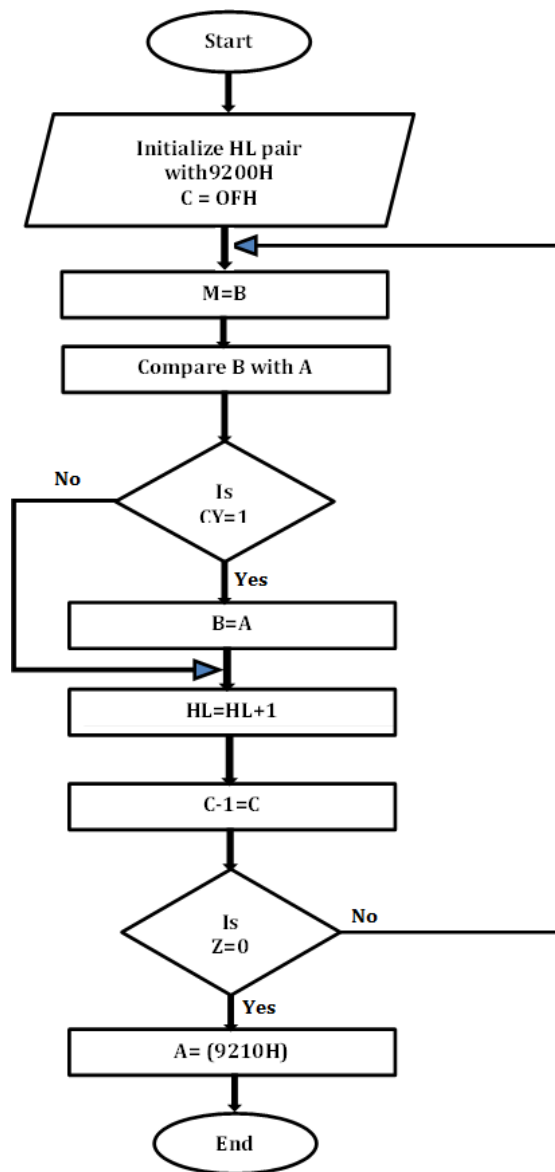 Start
Initialize HL pair
with9200H
C = OFH
M=B
Compare B with A
No
Is
CY=1
Yes
B=A
HL=HL+1
C-1=C
Is
Z=0
No
Yes
A= (9210H)
End